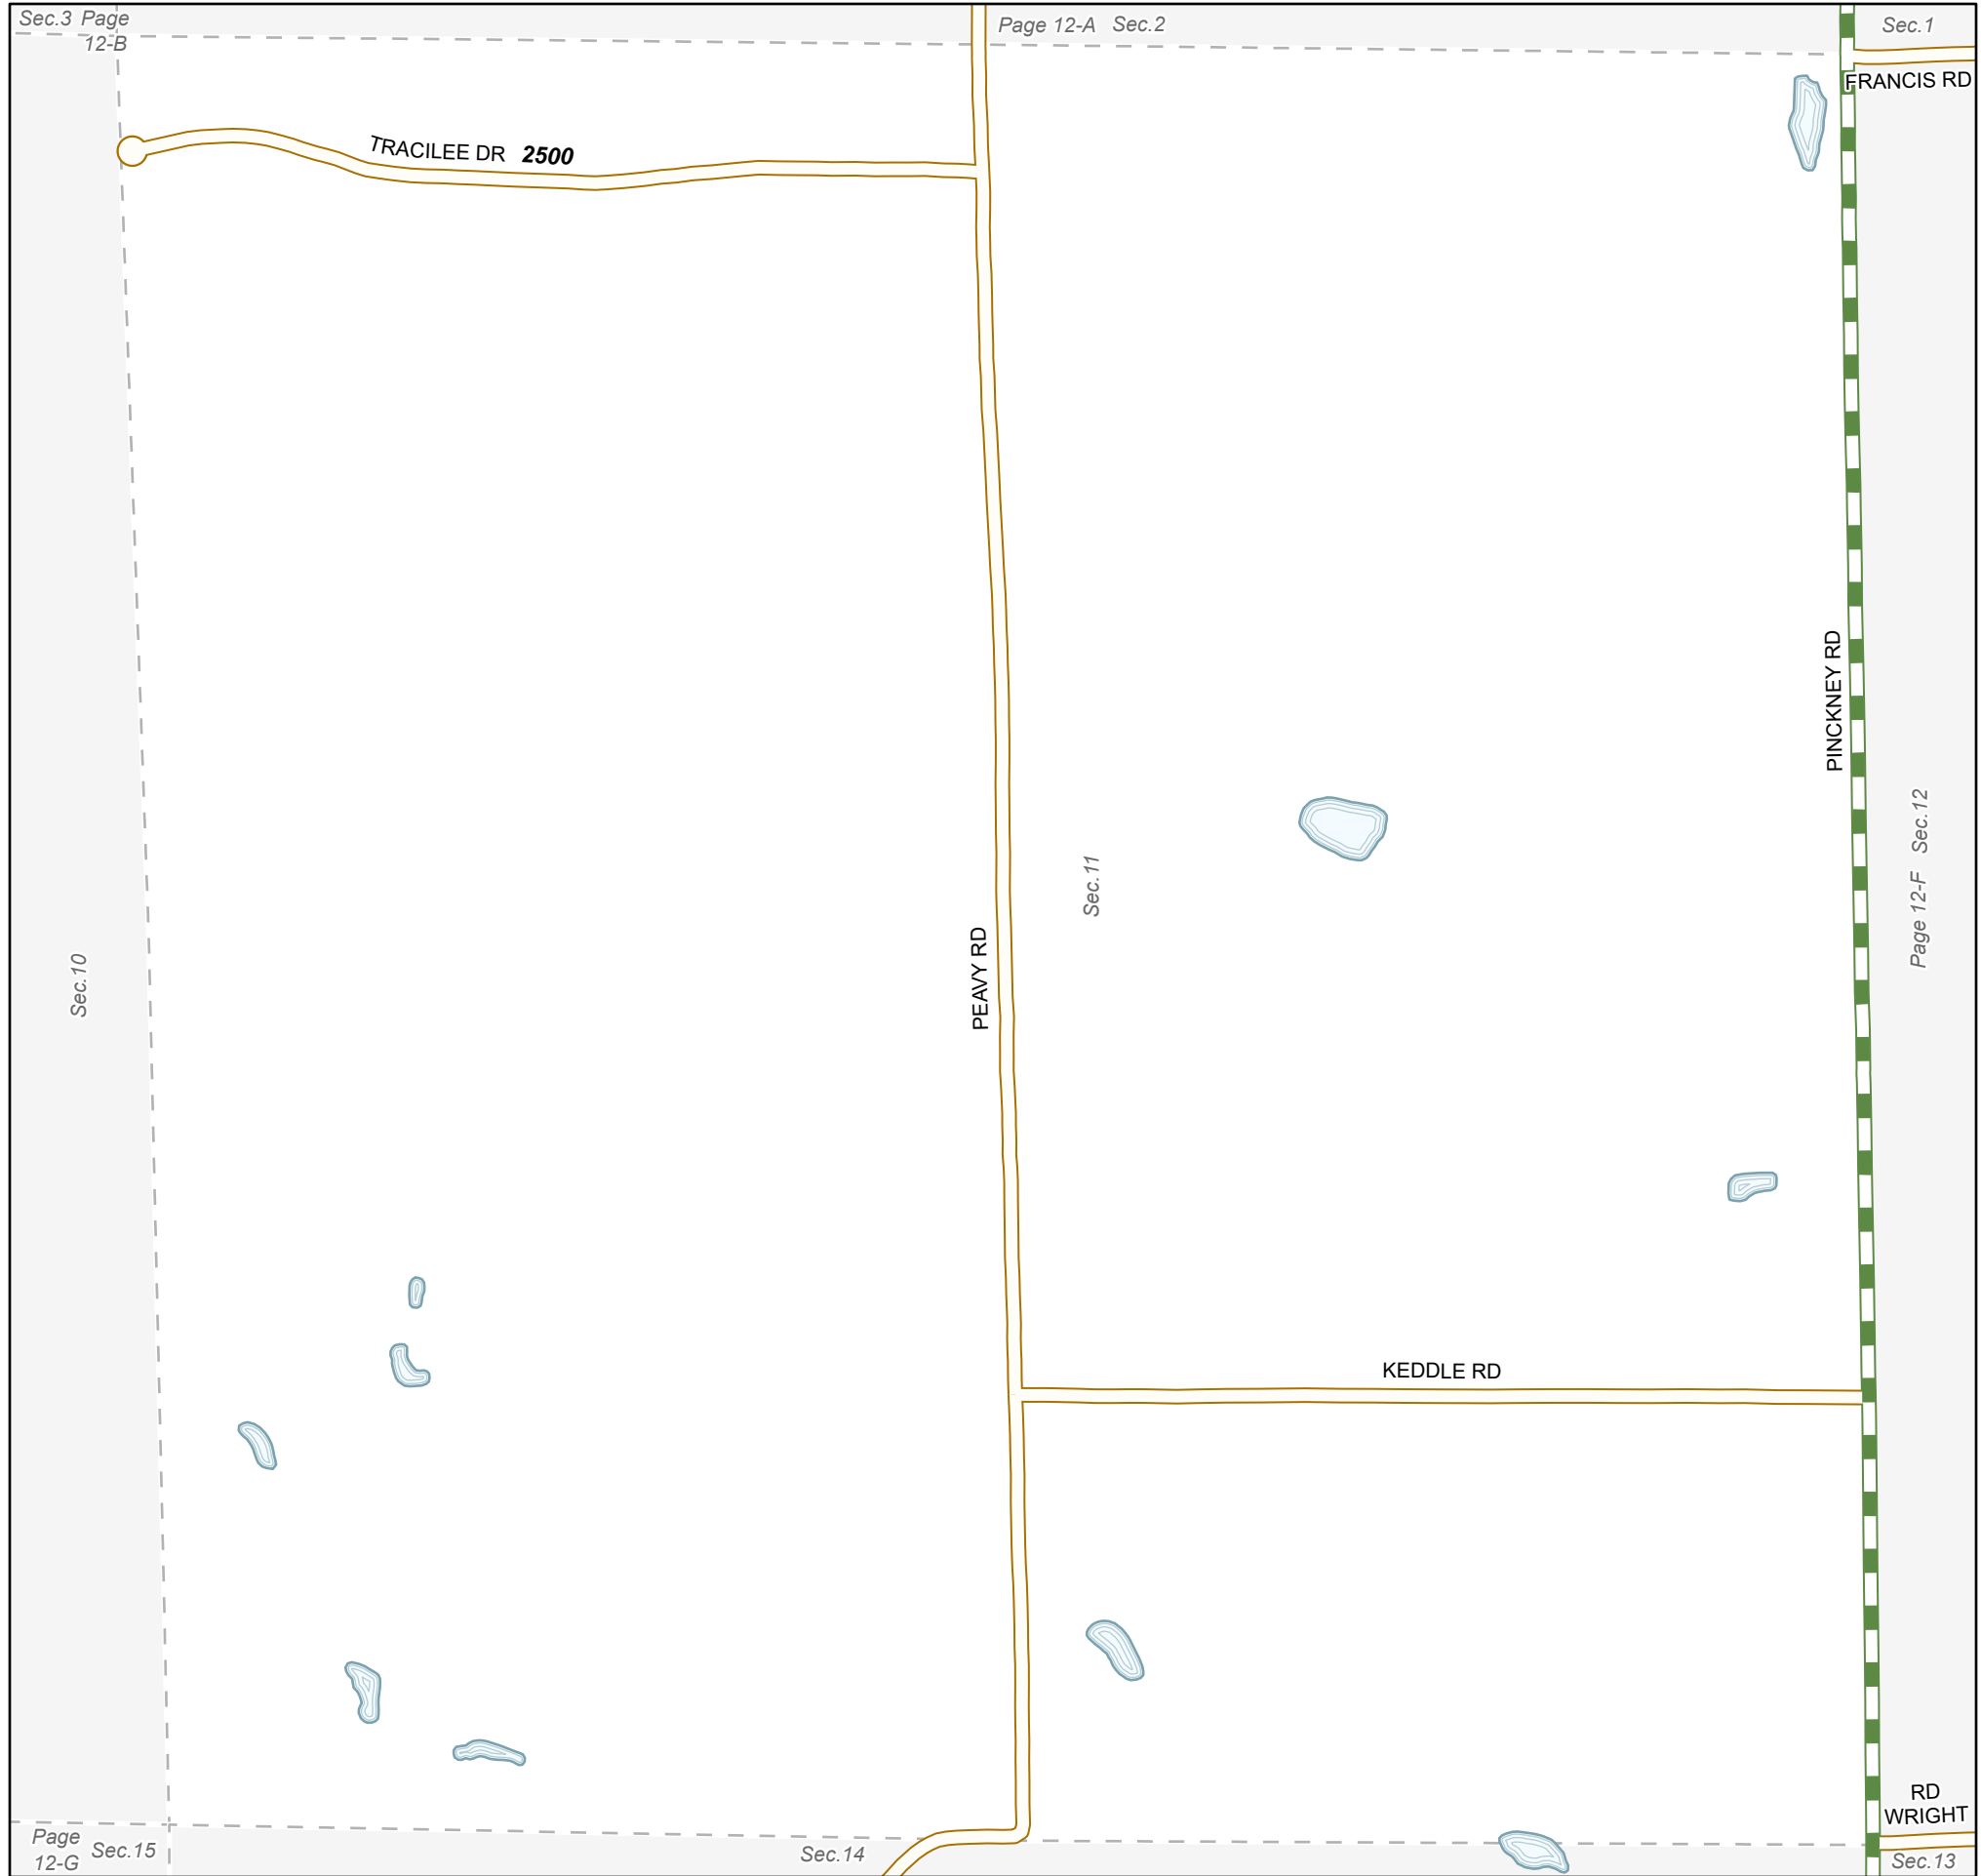 Sec.3 Page
12-B
Page 12-A Sec.2
Sec.1
FRANCIS RD
TRACILEE DR 2500
PINCKNEY RD
Page 12-F Sec.12
Sec.11
PEAVY RD
Sec.10
KEDDLE RD
RD
WRIGHT
Page
12-G
Sec.15
Sec.14
Sec.13